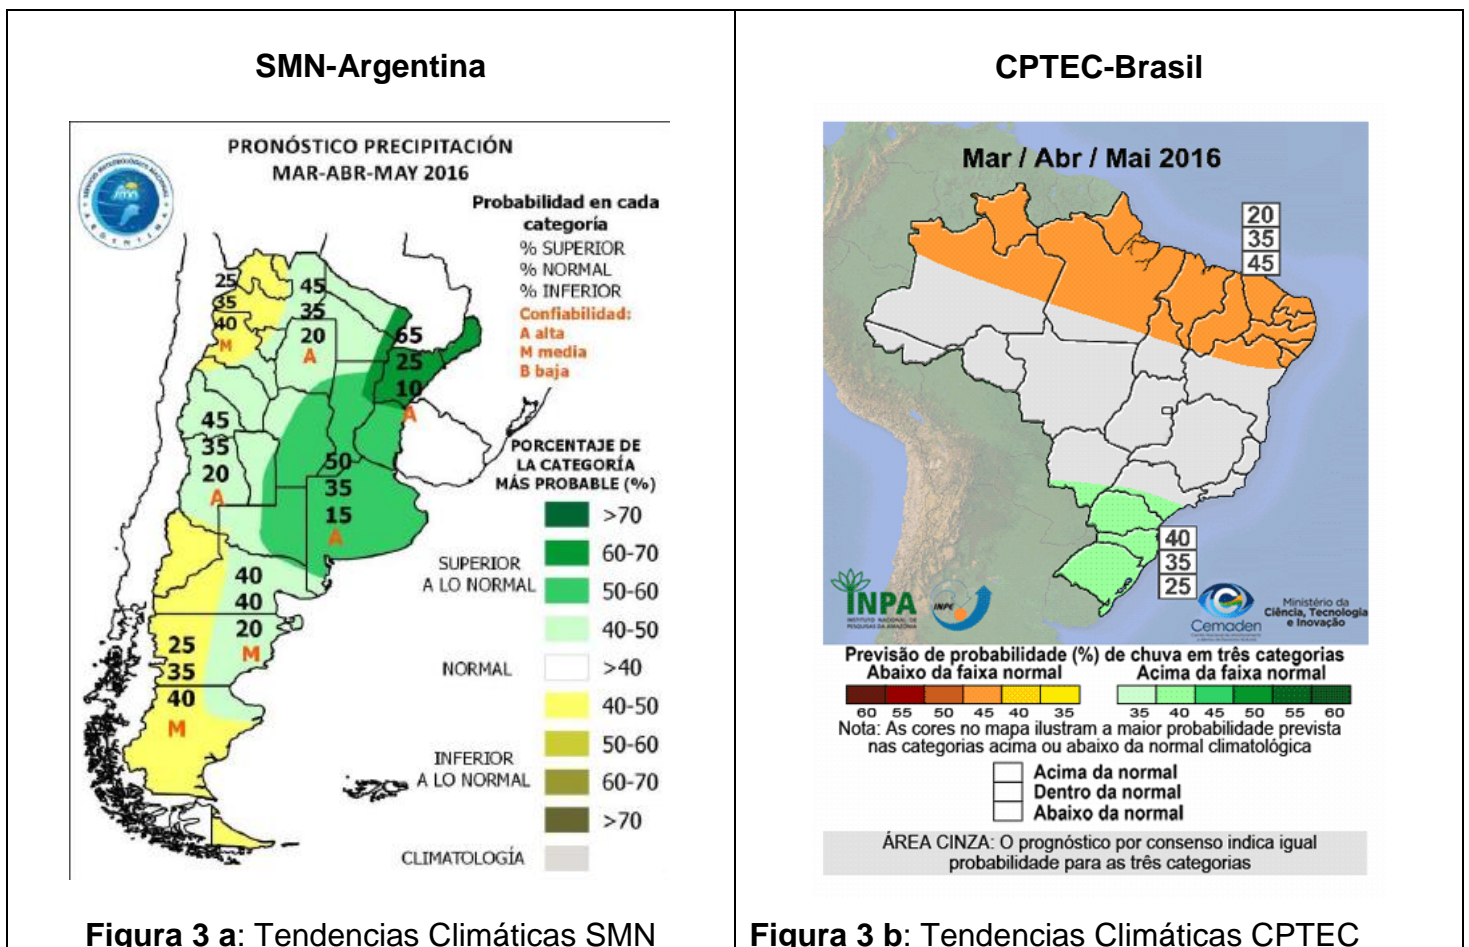 SMN-Argentina
PRONÓSTICO PRECIPITACIÓN
MAR-ABR-MAY 2016
Probabilidad en cada
categoría
% SUPERIOR
% NORMAL
% INFERIOR
Confiabilidad:
A alta
M media
B baja
25
35
40
M
45
35
20
A
65
25
10
A
45
35
20
A
50
35
15
A
40
40
20
M
25
35
40
M
PORCENTAJE DE
LA CATEGORÍA
MÁS PROBABLE (%)
>70
60-70
SUPERIOR
A LO NORMAL
50-60
40-50
NORMAL
>40
40-50
50-60
INFERIOR
A LO NORMAL
60-70
>70
CLIMATOLOGÍA
Figura 3 a: Tendencias Climáticas SMN
CPTEC-Brasil
Mar / Abr / Mai 2016
20
35
45
40
35
25
INPA
INSTITUTO NACIONAL DE
PESQUISAS DA AMAZÔNIA
INPE
Cemaden
Ministério da
Ciência, Tecnologia
e Inovação
Previsão de probabilidade (%) de chuva em três categorias
Abaixo da faixa normal
Acima da faixa normal
60 55 50 45 40 35
35 40 45 50 55 60
Nota: As cores no mapa ilustram a maior probabilidade prevista
nas categorias acima ou abaixo da normal climatológica
Acima da normal
Dentro da normal
Abaixo da normal
ÁREA CINZA: O prognóstico por consenso indica igual
probabilidade para as três categorias
Figura 3 b: Tendencias Climáticas CPTEC